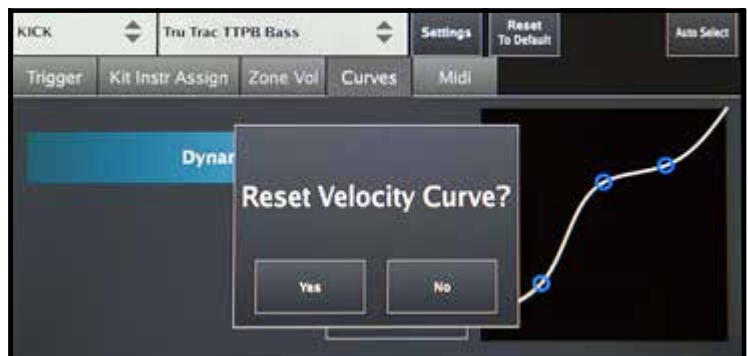 KICK
Tru Trac TTPB Bass
Settings
Reset
To Default
Auto Select
Trigger
Kit Instr Assign
Zone Vol
Curves
Midi
Dynar
Reset Velocity Curve?
Yes
No